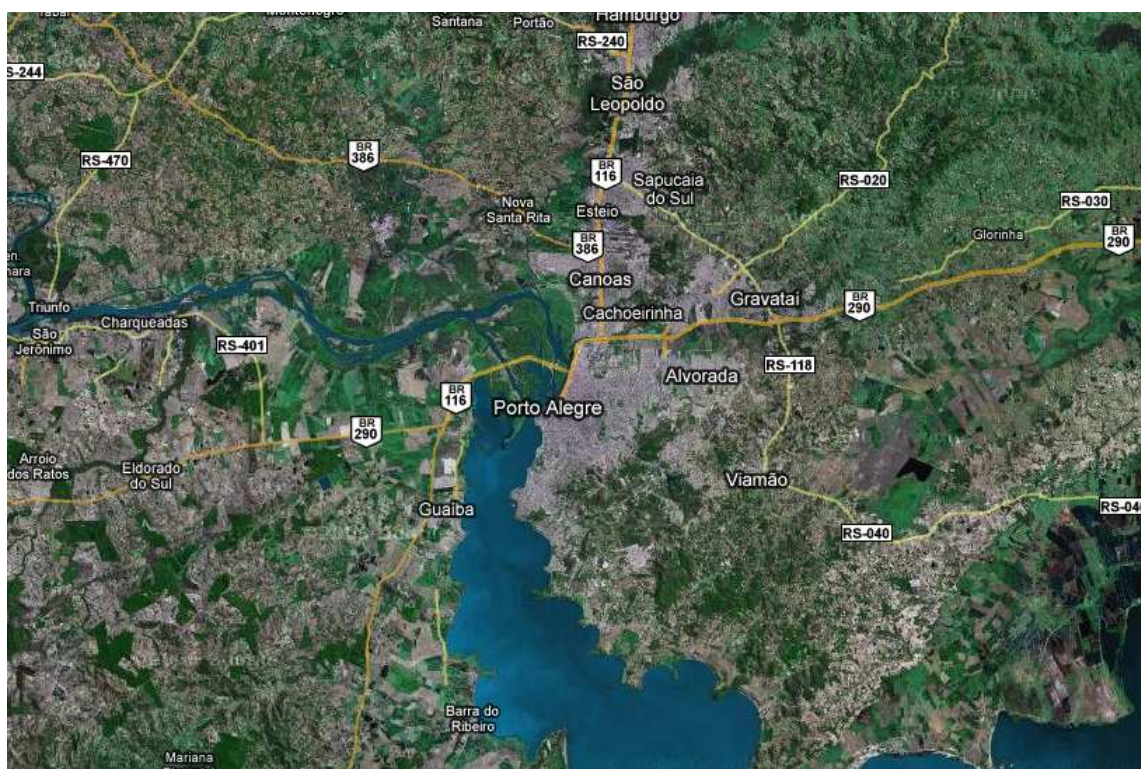 Montenegro
Santana
Portão
Hamburgo
RS-240
S-244
São
Leopoldo
RS-470
BR
386
BR
116
Sapucaia
do Sul
RS-020
Nova
Santa Rita
Esteio
RS-030
Glorinha
BR
386
BR
290
Canoas
Cachoeirinha
Gravataí
BR
290
Triunfo
Charqueadas
São
Jerônimo
RS-401
RS-118
Alvorada
BR
116
Porto Alegre
BR
290
Arroio
dos Ratos
Eldorado
do Sul
Viamão
Guaíba
RS-040
RS-04
Barra do
Ribeiro
Mariana